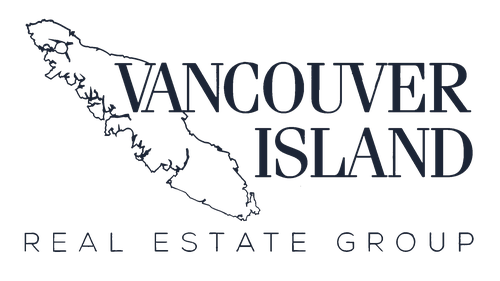 VANCOUVER
ISLAND
REAL ESTATE GROUP